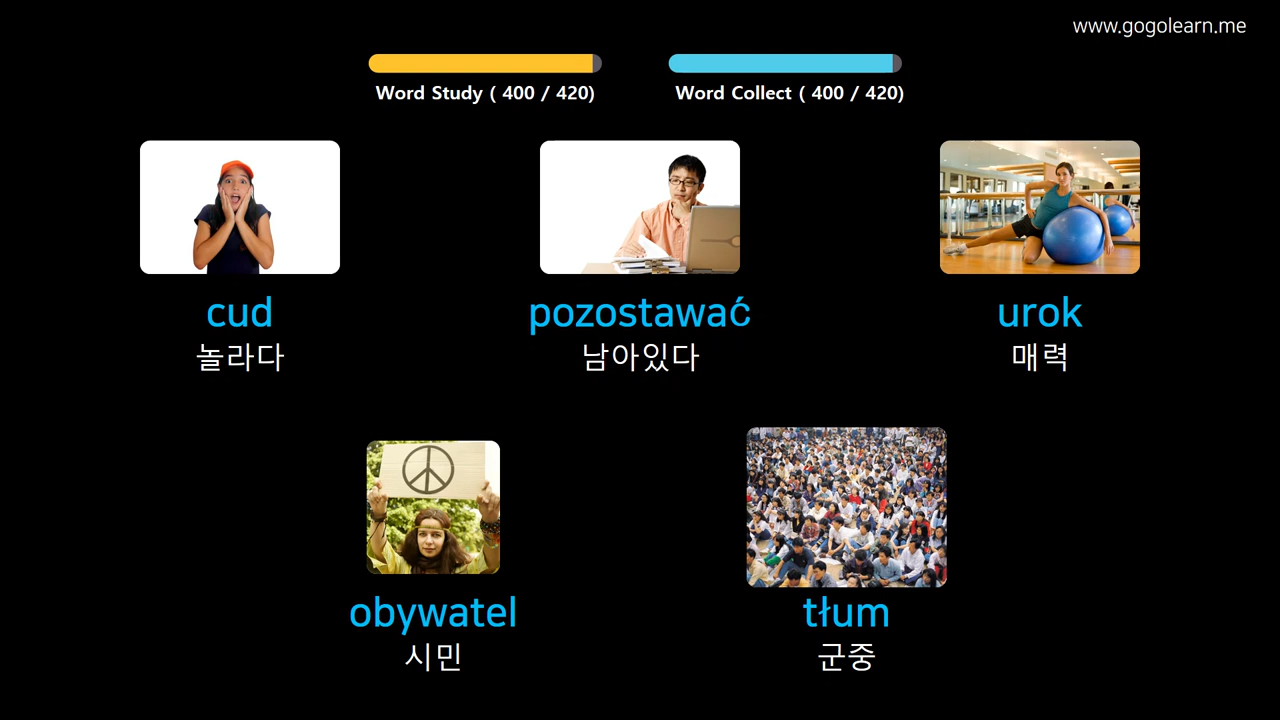 www.gogolearn.me
Word Study ( 400 / 420)
Word Collect ( 400 / 420)
cud
놀라다
pozostawać
남아있다
urok
매력
obywatel
시민
tłum
군중